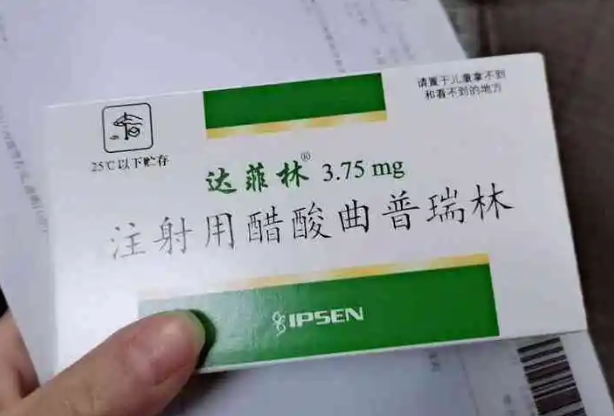 请置于儿童拿不到
和看不到的地方
25℃以下贮存
达菲林® 3.75 mg
注射用醋酸曲普瑞林
IPSEN